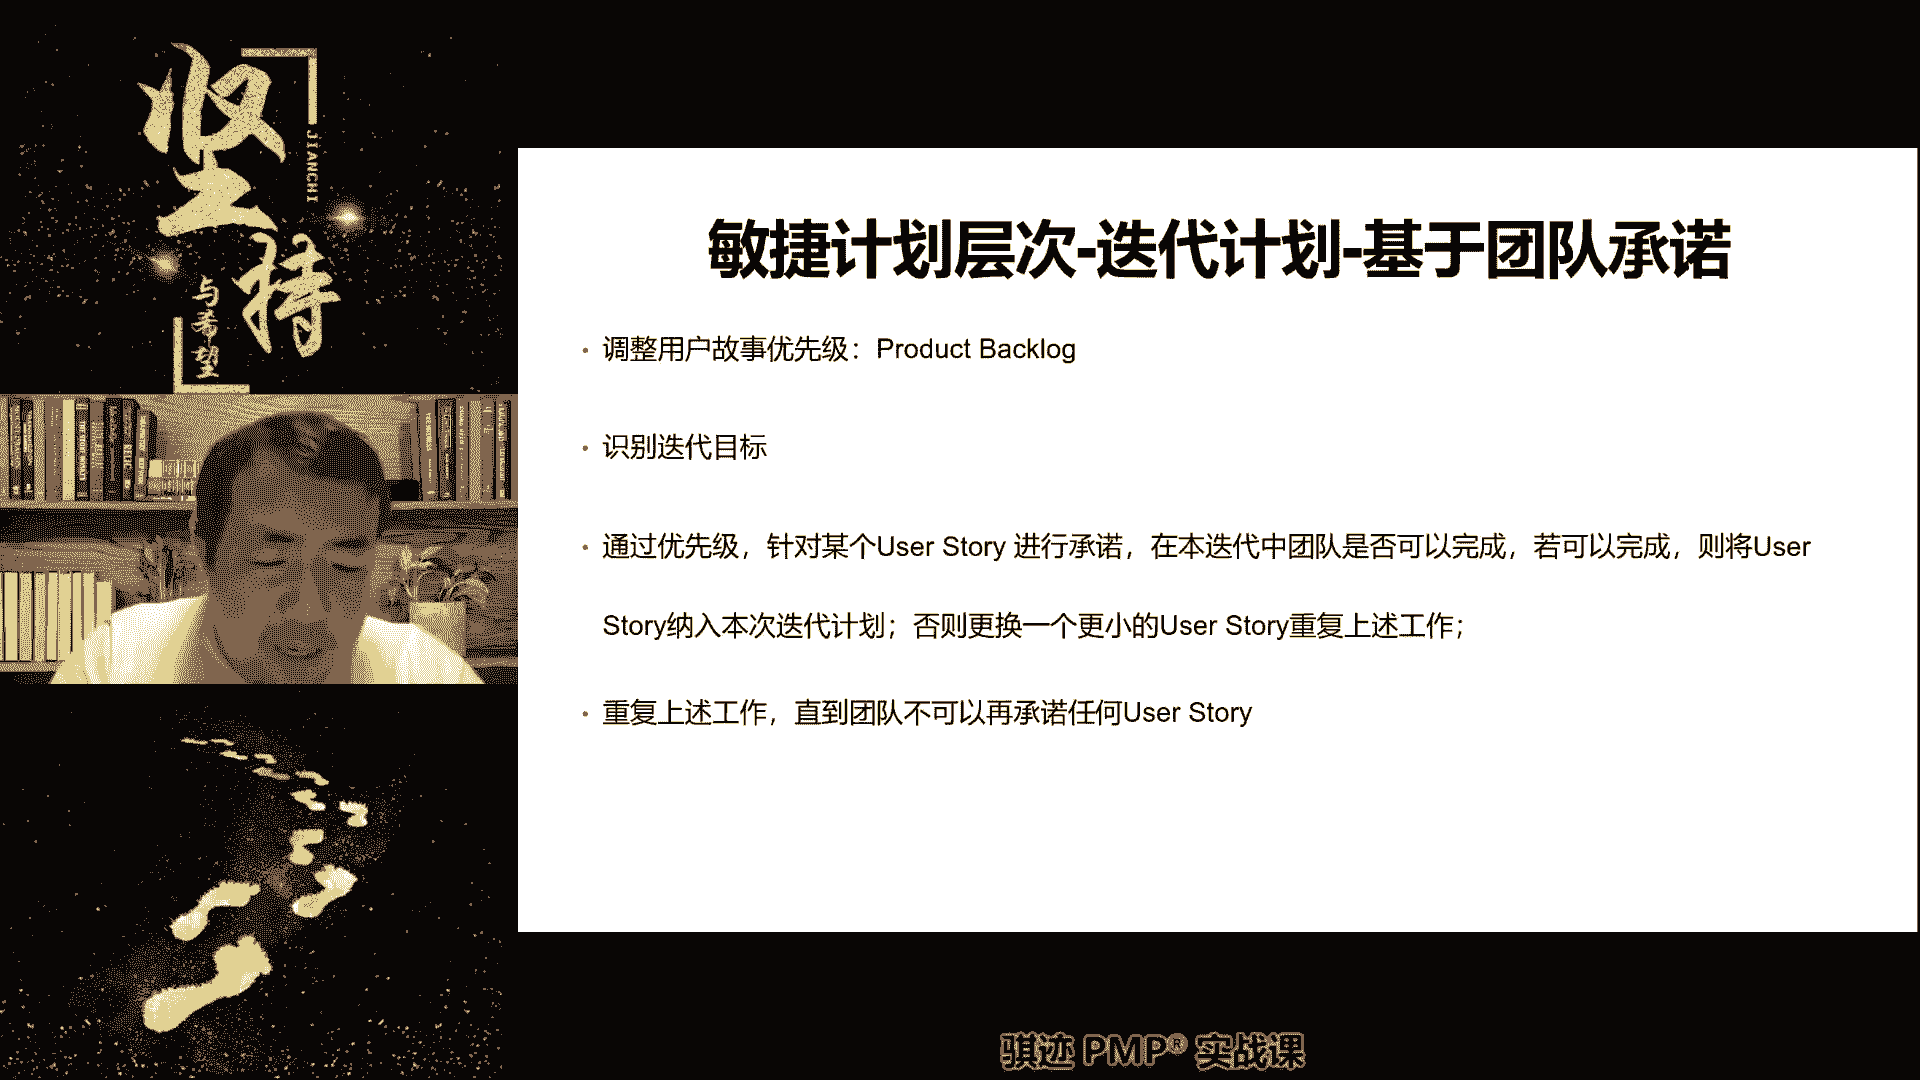 坚持
JIANCHI
与希望
敏捷计划层次-迭代计划-基于团队承诺
· 调整用户故事优先级：Product Backlog
· 识别迭代目标
· 通过优先级，针对某个User Story 进行承诺，在本迭代中团队是否可以完成，若可以完成，则将User
Story纳入本次迭代计划；否则更换一个更小的User Story重复上述工作；
· 重复上述工作，直到团队不可以再承诺任何User Story
骐迹 PMP® 实战课